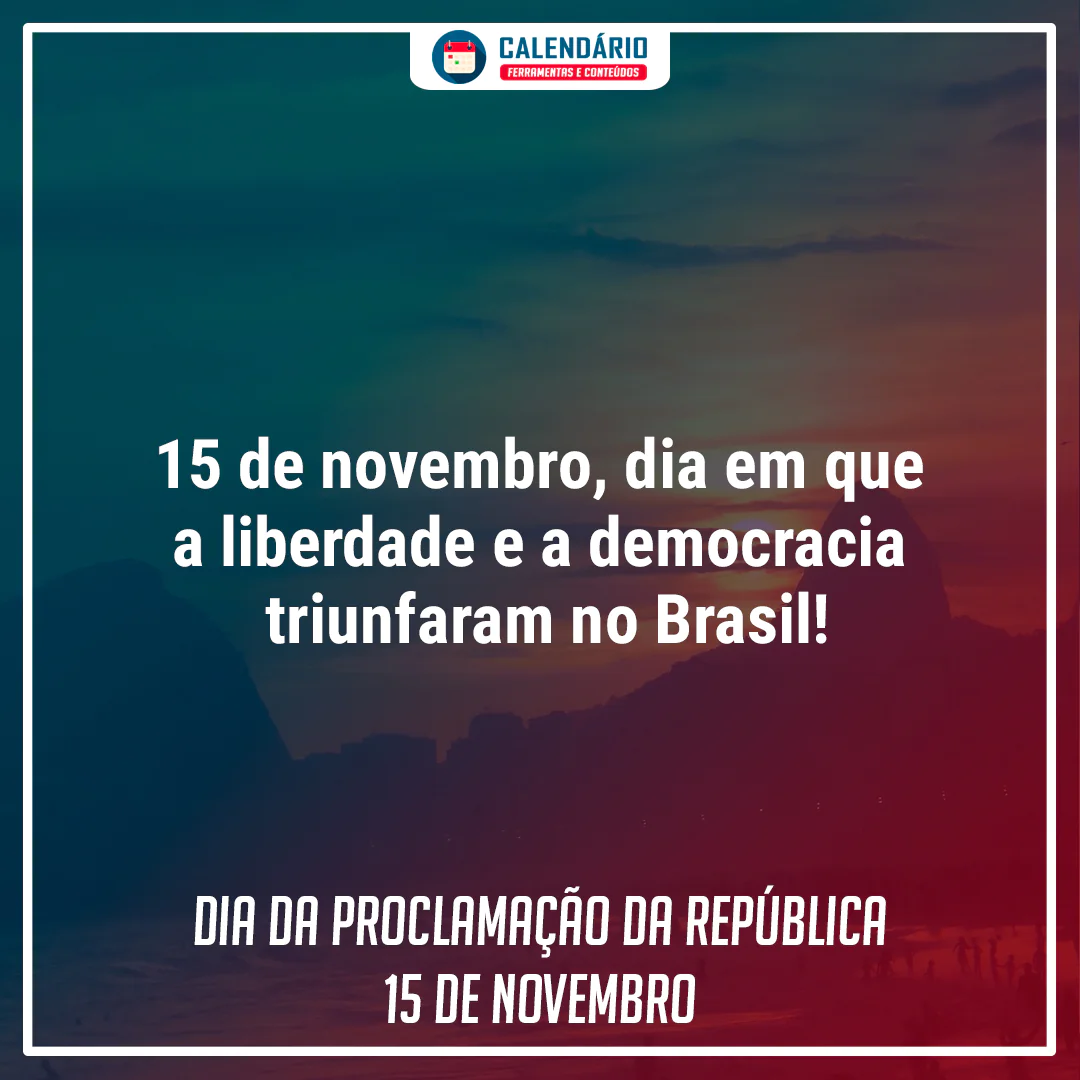 CALENDÁRIO
FERRAMENTAS E CONTEÚDOS
15 de novembro, dia em que
a liberdade e a democracia
triunfaram no Brasil!
DIA DA PROCLAMAÇÃO DA REPÚBLICA
15 DE NOVEMBRO